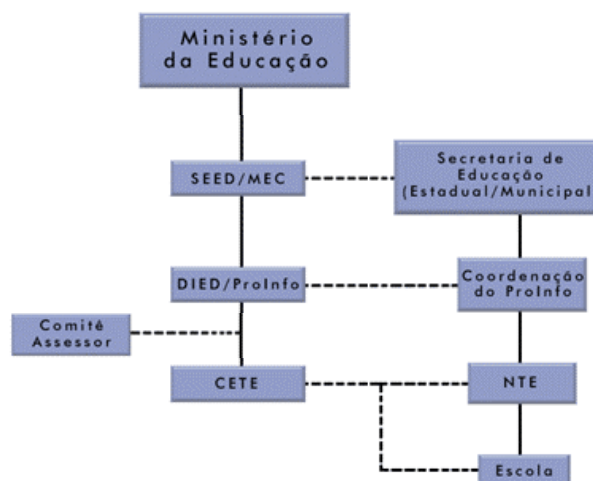 Ministério
da Educação
SEED/MEC
Secretaria de
Educação
(Estadual/Municipal
DIED/ProInfo
Coordenação
do ProInfo
Comitê
Assessor
CETE
NTE
Escola